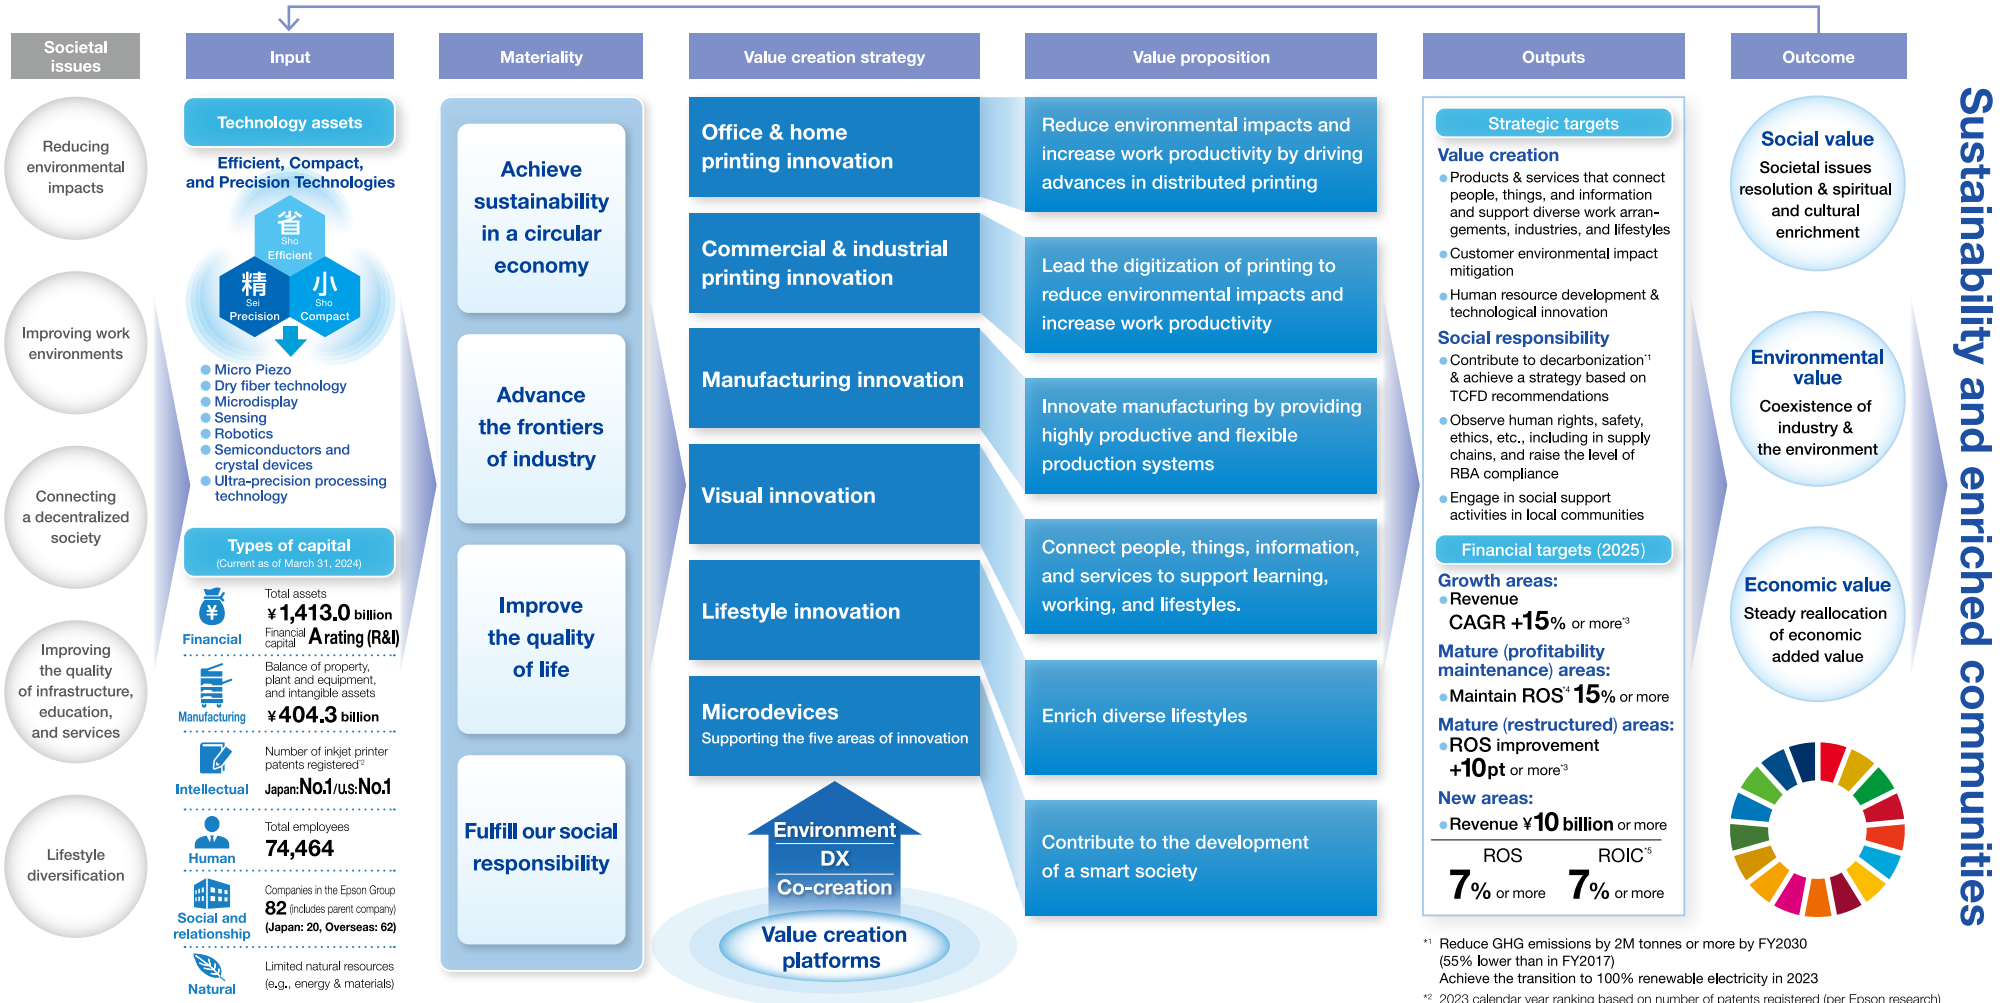 Societal
issues
Input
Materiality
Value creation strategy
Value proposition
Outputs
Outcome
Reducing
environmental
impacts
Improving work
environments
Connecting
a decentralized
society
Improving
the quality
of infrastructure,
education,
and services
Lifestyle
diversification
Technology assets
Efficient, Compact,
and Precision Technologies
省
Sho
Efficient
精
Sei
Precision
小
Sho
Compact
Micro Piezo
Dry fiber technology
Microdisplay
Sensing
Robotics
Semiconductors and
crystal devices
Ultra-precision processing
technology
Types of capital
(Current as of March 31, 2024)
Financial
Total assets
¥1,413.0 billion
Financial capital A rating (R&I)
Manufacturing
Balance of property,
plant and equipment,
and intangible assets
¥404.3 billion
Intellectual
Number of inkjet printer
patents registered*2
Japan:No.1/U.S:No.1
Human
Total employees
74,464
Social and
relationship
Companies in the Epson Group
82 (includes parent company)
(Japan: 20, Overseas: 62)
Natural
Limited natural resources
(e.g., energy & materials)
Achieve
sustainability
in a circular
economy
Advance
the frontiers
of industry
Improve
the quality
of life
Fulfill our social
responsibility
Office & home
printing innovation
Commercial & industrial
printing innovation
Manufacturing innovation
Visual innovation
Lifestyle innovation
Microdevices
Supporting the five areas of innovation
Environment
DX
Co-creation
Value creation
platforms
Reduce environmental impacts and
increase work productivity by driving
advances in distributed printing
Lead the digitization of printing to
reduce environmental impacts and
increase work productivity
Innovate manufacturing by providing
highly productive and flexible
production systems
Connect people, things, information,
and services to support learning,
working, and lifestyles.
Enrich diverse lifestyles
Contribute to the development
of a smart society
Strategic targets
Value creation
Products & services that connect
people, things, and information
and support diverse work arran-
gements, industries, and lifestyles
Customer environmental impact
mitigation
Human resource development &
technological innovation
Social responsibility
Contribute to decarbonization*1
& achieve a strategy based on
TCFD recommendations
Observe human rights, safety,
ethics, etc., including in supply
chains, and raise the level of
RBA compliance
Engage in social support
activities in local communities
Financial targets (2025)
Growth areas:
Revenue
CAGR +15% or more*3
Mature (profitability
maintenance) areas:
Maintain ROS*4 15% or more
Mature (restructured) areas:
ROS improvement
+10pt or more*3
New areas:
Revenue ¥10 billion or more
ROS
7% or more
ROIC*5
7% or more
*1 Reduce GHG emissions by 2M tonnes or more by FY2030
(55% lower than in FY2017)
Achieve the transition to 100% renewable electricity in 2023
*2 2023 calendar year ranking based on number of patents registered (per Epson research)
Social value
Societal issues
resolution & spiritual
and cultural
enrichment
Environmental
value
Coexistence of
industry &
the environment
Economic value
Steady reallocation
of economic
added value
Sustainability and enriched communities